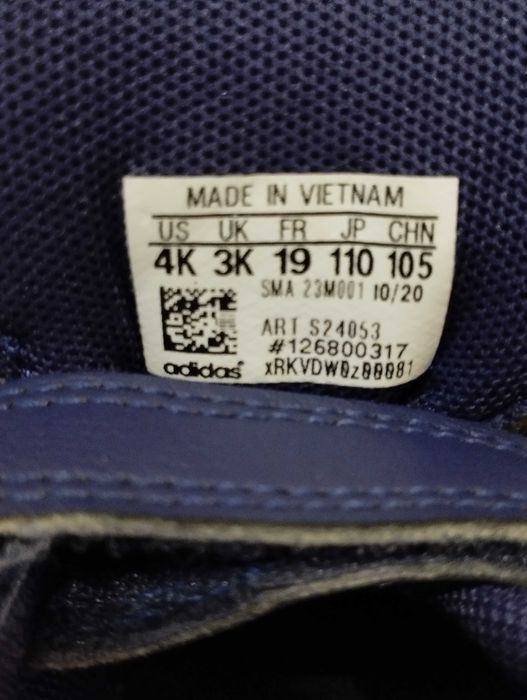 MADE IN VIETNAM
US UK FR JP CHN
4K 3K 19 110 105
SMA 23M001 10/20
ART S24053
#126800317
adidas xRKVDW0z00081